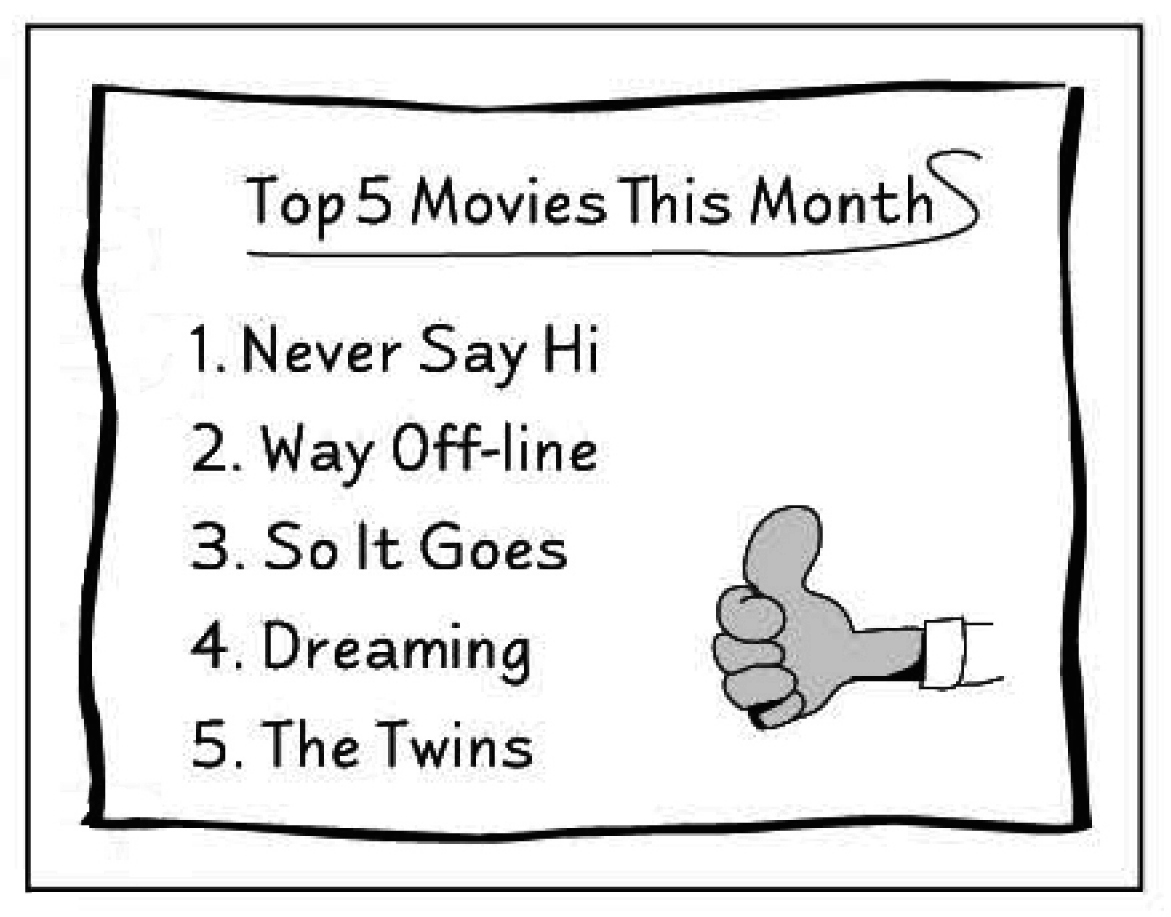 Top 5 Movies This Month
1. Never Say Hi
2. Way Off-line
3. So It Goes
4. Dreaming
5. The Twins